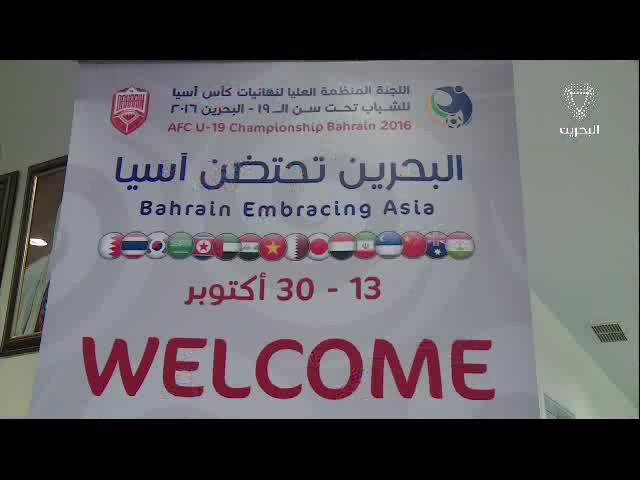 اللجنة المنظمة العليا لنهائيات كأس آسيا
للشباب تحت سن الـ ١٩ - البحرين ٢٠١٦
AFC U-19 Championship Bahrain 2016
BAHRAIN
البحرين
البحرين تحتضن آسيا
Bahrain Embracing Asia
13 - 30 أكتوبر
WELCOME